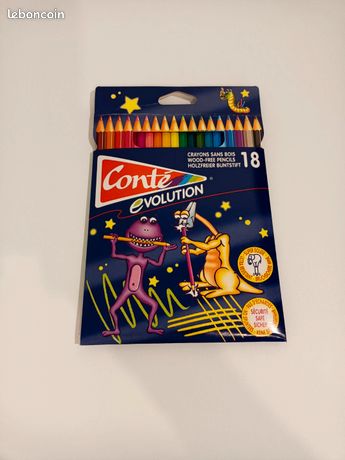 leboncoin
CRAYONS SANS BOIS
WOOD-FREE PENCILS
HOLZFREIER BUNTSTIFT
18
Conté
evolution
SÉCURITÉ
SAFE
SICHER